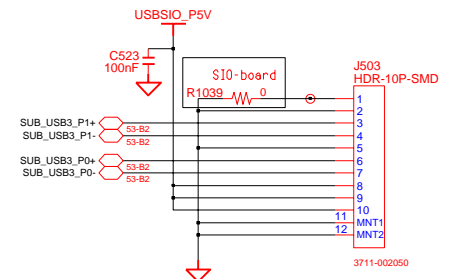 USBSIO_P5V
C523
100nF
SIO-board
R1039 0
J503
HDR-10P-SMD
1
2
SUB_USB3_P1+ 3
53-B2
SUB_USB3_P1- 4
53-B2
5
SUB_USB3_P0+ 6
53-B2
SUB_USB3_P0- 7
53-B2
8
9
10
11 MNT1
12 MNT2
3711-002050